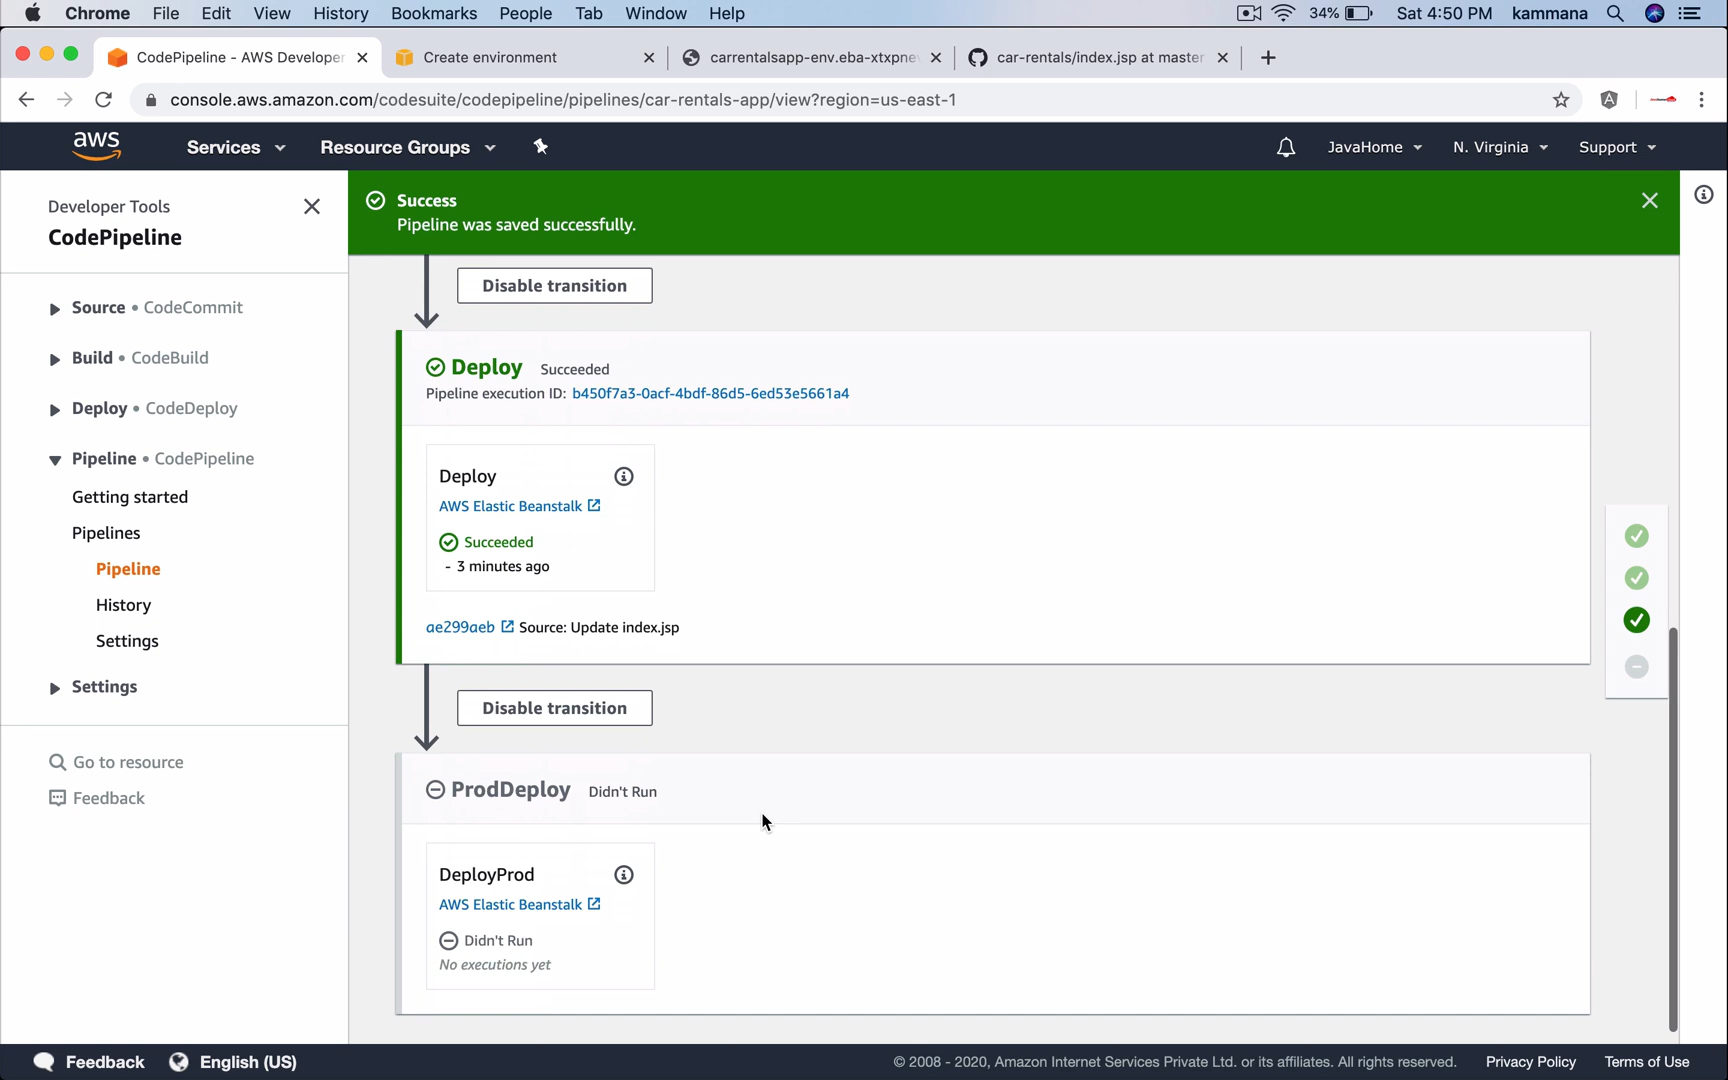 Chrome File Edit View History Bookmarks People Tab Window Help 34% Sat 4:50 PM kammana
CodePipeline - AWS Developer
Create environment
carrentalsapp-env.eba-xtxpne
car-rentals/index.jsp at master
console.aws.amazon.com/codesuite/codepipeline/pipelines/car-rentals-app/view?region=us-east-1
aws Services Resource Groups JavaHome N. Virginia Support
Developer Tools
CodePipeline
Source • CodeCommit
Build • CodeBuild
Deploy • CodeDeploy
Pipeline • CodePipeline
Getting started
Pipelines
Pipeline
History
Settings
Settings
Go to resource
Feedback
Success
Pipeline was saved successfully.
Disable transition
Deploy Succeeded
Pipeline execution ID: b450f7a3-0acf-4bdf-86d5-6ed53e5661a4
Deploy
AWS Elastic Beanstalk
Succeeded
- 3 minutes ago
ae299aeb Source: Update index.jsp
Disable transition
ProdDeploy Didn't Run
DeployProd
AWS Elastic Beanstalk
Didn't Run
No executions yet
Feedback English (US) © 2008 - 2020, Amazon Internet Services Private Ltd. or its affiliates. All rights reserved. Privacy Policy Terms of Use